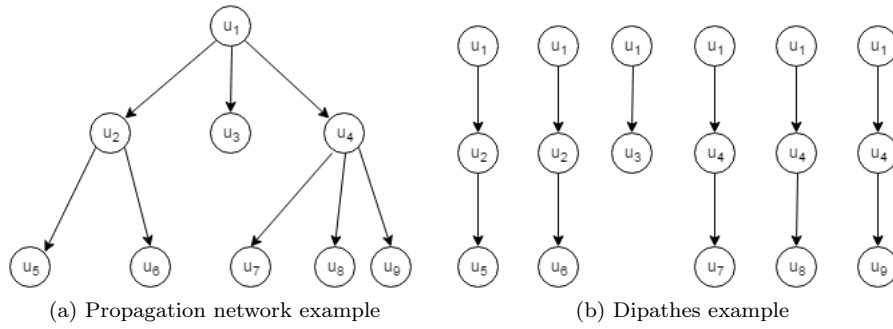 u1
u2 u3 u4
u5 u6 u7 u8 u9
(a) Propagation network example
u1 u1 u1 u1 u1 u1
u2 u2 u3 u4 u4 u4
u5 u6 u7 u8 u9
(b) Dipathes example